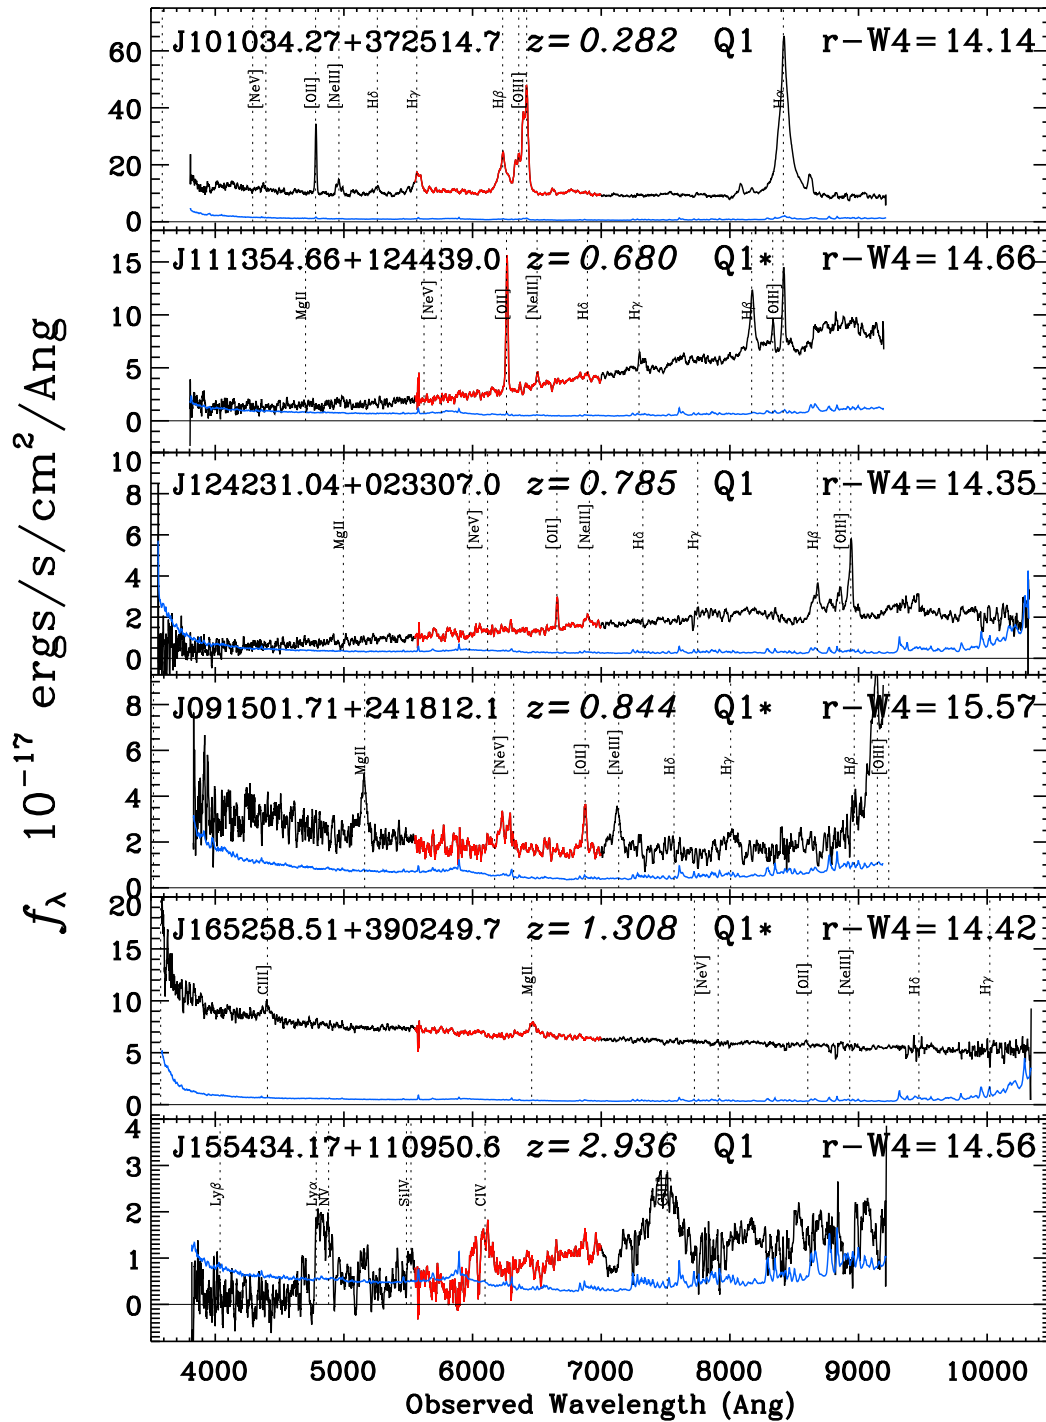 J101034.27+372514.7 z=0.282 Q1 r-W4=14.14
[NeV] [OII] [NeIII] Hδ Hγ Hβ [OIII] Hα
60
40
20
0
J111354.66+124439.0 z=0.680 Q1* r-W4=14.66
MgII [NeV] [OII] [NeIII] Hδ Hγ Hβ [OIII]
15
10
5
0
J124231.04+023307.0 z=0.785 Q1 r-W4=14.35
MgII [NeV] [OII] [NeIII] Hδ Hγ Hβ [OIII]
10
8
6
4
2
0
J091501.71+241812.1 z=0.844 Q1* r-W4=15.57
MgII [NeV] [OII] [NeIII] Hδ Hγ Hβ [OIII]
8
6
4
2
0
J165258.51+390249.7 z=1.308 Q1* r-W4=14.42
CIII] MgII [NeV] [OII] [NeIII] Hδ Hγ
20
15
10
5
0
J155434.17+110950.6 z=2.936 Q1 r-W4=14.56
Lyβ Lyα NV SiIV CIV CIII]
4
3
2
1
0
4000 5000 6000 7000 8000 9000 10000
Observed Wavelength (Ang)
fλ 10⁻¹⁷ ergs/s/cm²/Ang